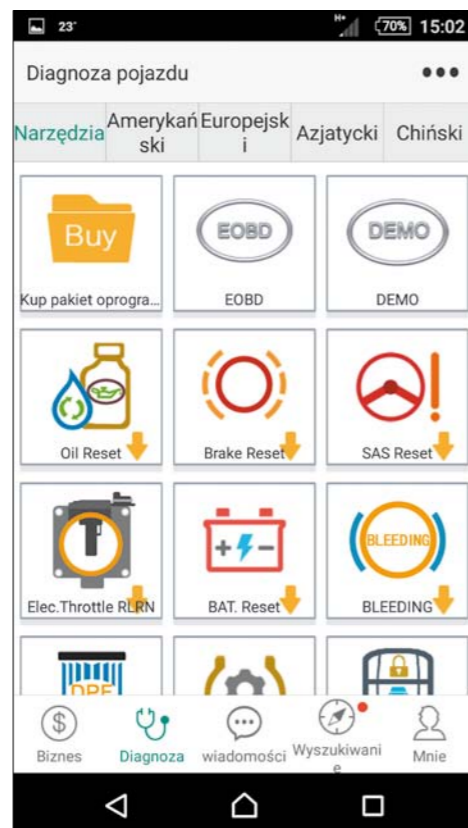 23°
H+
70%
15:02
Diagnoza pojazdu
Narzędzia
Amerykań
ski
Europejsk
i
Azjatycki
Chiński
Buy
Kup pakiet oprogra...
EOBD
EOBD
DEMO
DEMO
Oil Reset
Brake Reset
SAS Reset
Elec.Throttle RLRN
BAT. Reset
BLEEDING
BLEEDING
DPF
Biznes
Diagnoza
wiadomości
Wyszukiwani
e
Mnie